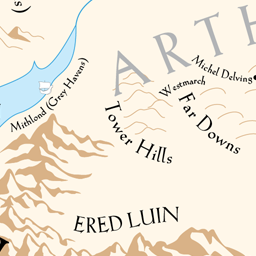 ARTH
Michel Delving
Westmarch
Mithlond (Grey Havens)
Far Downs
Tower Hills
ERED LUIN